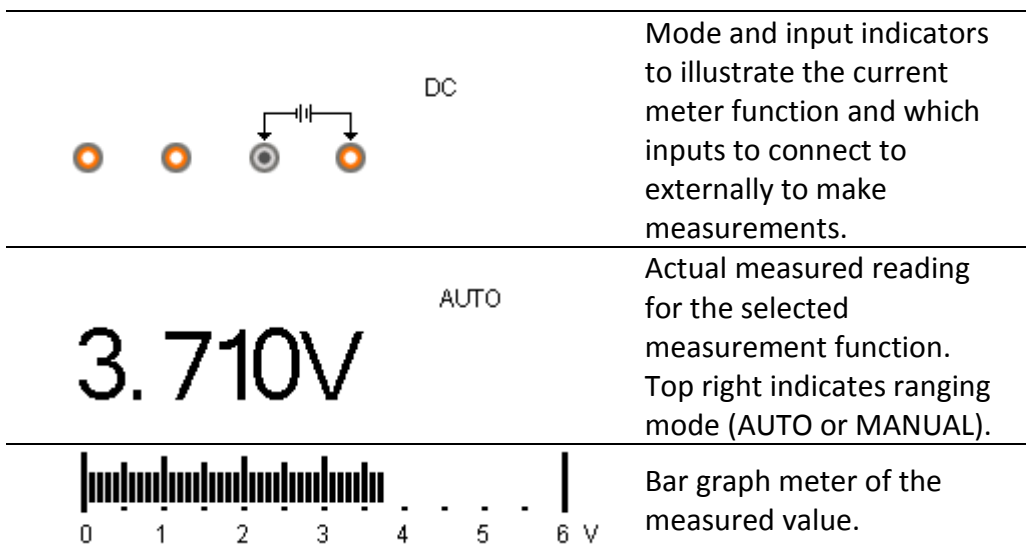 DC
Mode and input indicators
to illustrate the current
meter function and which
inputs to connect to
externally to make
measurements.
AUTO
3.710V
Actual measured reading
for the selected
measurement function.
Top right indicates ranging
mode (AUTO or MANUAL).
0 1 2 3 4 5 6 V
Bar graph meter of the
measured value.